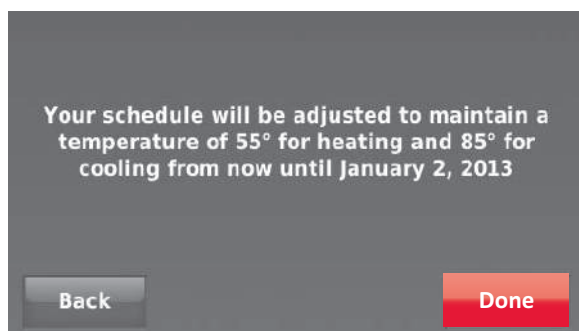 Your schedule will be adjusted to maintain a
temperature of 55° for heating and 85° for
cooling from now until January 2, 2013
Back
Done